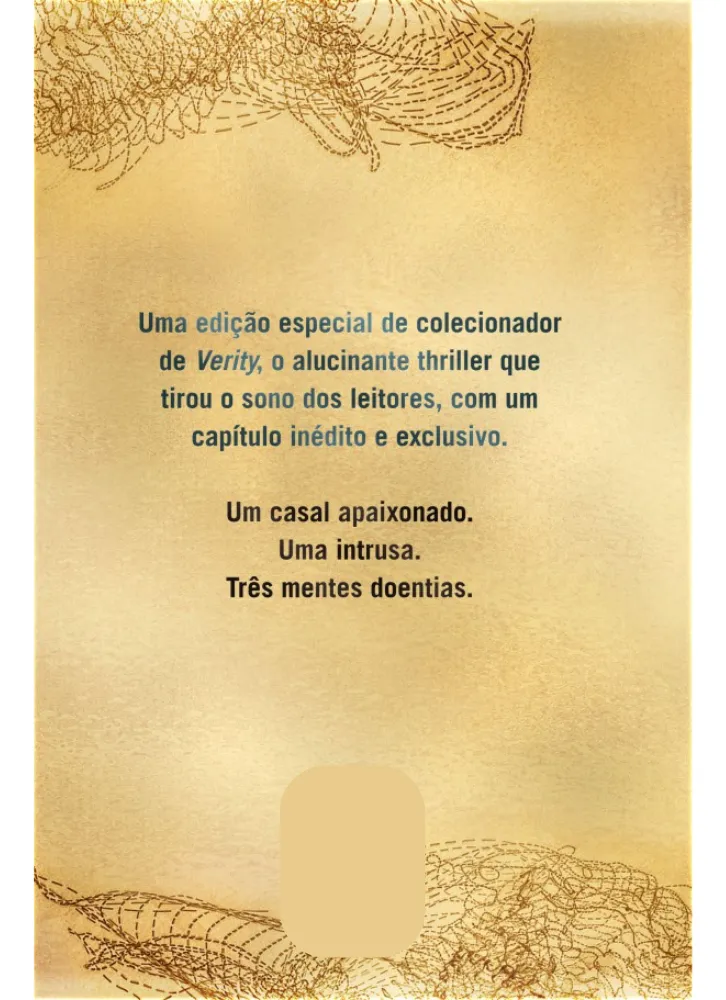 Uma edição especial de colecionador
de Verity, o alucinante thriller que
tirou o sono dos leitores, com um
capítulo inédito e exclusivo.
Um casal apaixonado.
Uma intrusa.
Três mentes doentias.